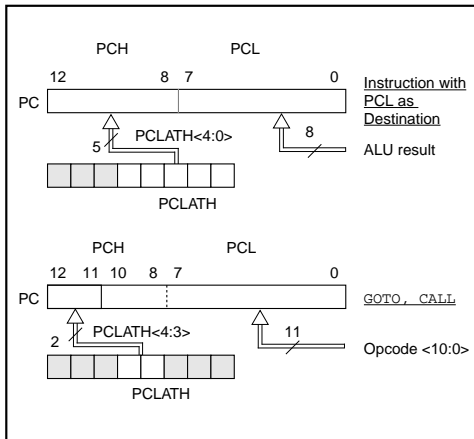 PCH PCL
12 8 7 0
PC
Instruction with
PCL as
Destination
PCLATH<4:0>
5
8
ALU result
PCLATH
PCH PCL
12 11 10 8 7 0
PC
GOTO, CALL
PCLATH<4:3>
2
11
Opcode <10:0>
PCLATH